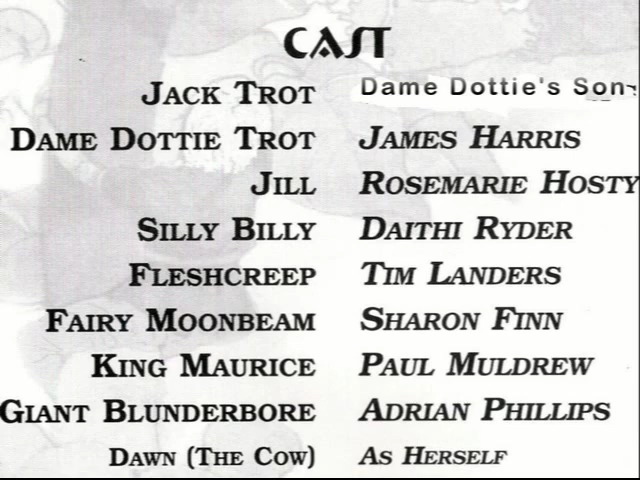 CAST
JACK TROT Dame Dottie's Son
DAME DOTTIE TROT JAMES HARRIS
JILL ROSEMARIE HOSTY
SILLY BILLY DAITHI RYDER
FLESHCREEP TIM LANDERS
FAIRY MOONBEAM SHARON FINN
KING MAURICE PAUL MULDREW
GIANT BLUNDERBORE ADRIAN PHILLIPS
DAWN (THE COW) AS HERSELF